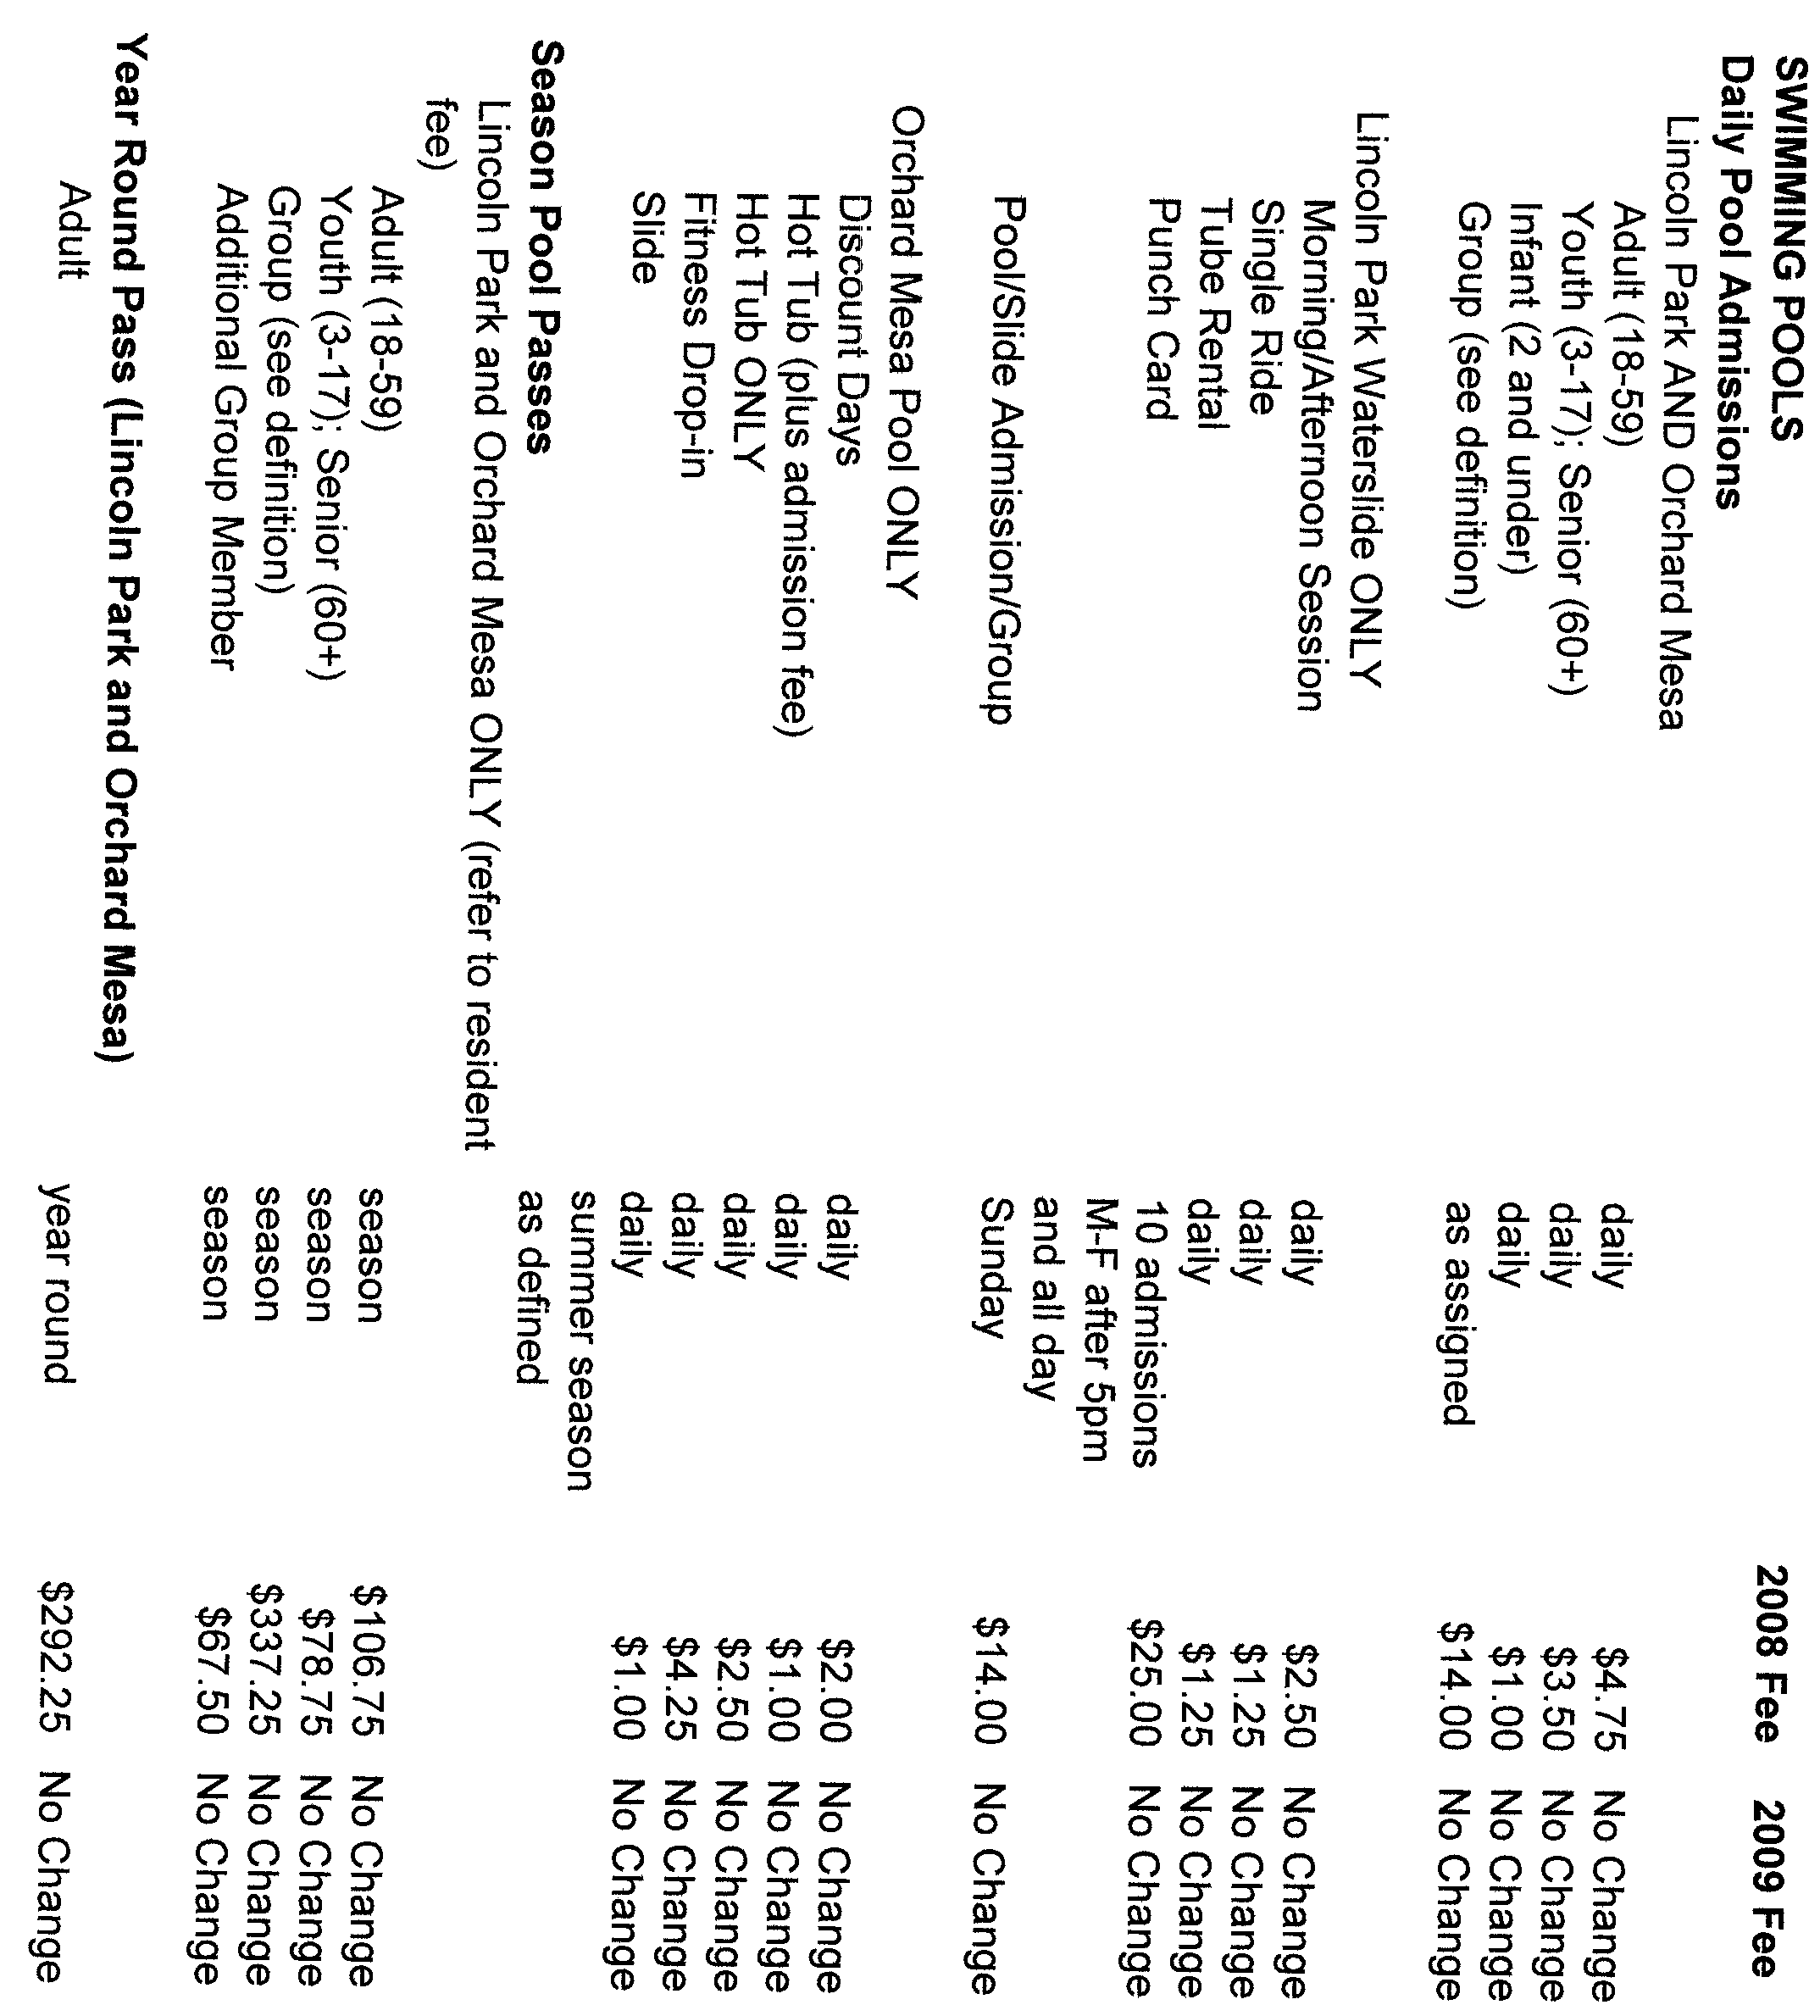 SWIMMING POOLS
Daily Pool Admissions 2008 Fee 2009 Fee
Lincoln Park AND Orchard Mesa
Adult (18-59) daily $4.75 No Change
Youth (3-17); Senior (60+) daily $3.50 No Change
Infant (2 and under) daily $1.00 No Change
Group (see definition) as assigned $14.00 No Change
Lincoln Park Waterslide ONLY
Morning/Afternoon Session daily $2.50 No Change
Single Ride daily $1.25 No Change
Tube Rental daily $1.25 No Change
Punch Card 10 admissions $25.00 No Change
M-F after 5pm
and all day
Pool/Slide Admission/Group Sunday $14.00 No Change
Orchard Mesa Pool ONLY
Discount Days daily $2.00 No Change
Hot Tub (plus admission fee) daily $1.00 No Change
Hot Tub ONLY daily $2.50 No Change
Fitness Drop-in daily $4.25 No Change
Slide daily $1.00 No Change
summer season
Season Pool Passes as defined
Lincoln Park and Orchard Mesa ONLY (refer to resident
fee)
Adult (18-59) season $106.75 No Change
Youth (3-17); Senior (60+) season $78.75 No Change
Group (see definition) season $337.25 No Change
Additional Group Member season $67.50 No Change
Year Round Pass (Lincoln Park and Orchard Mesa)
Adult year round $292.25 No Change